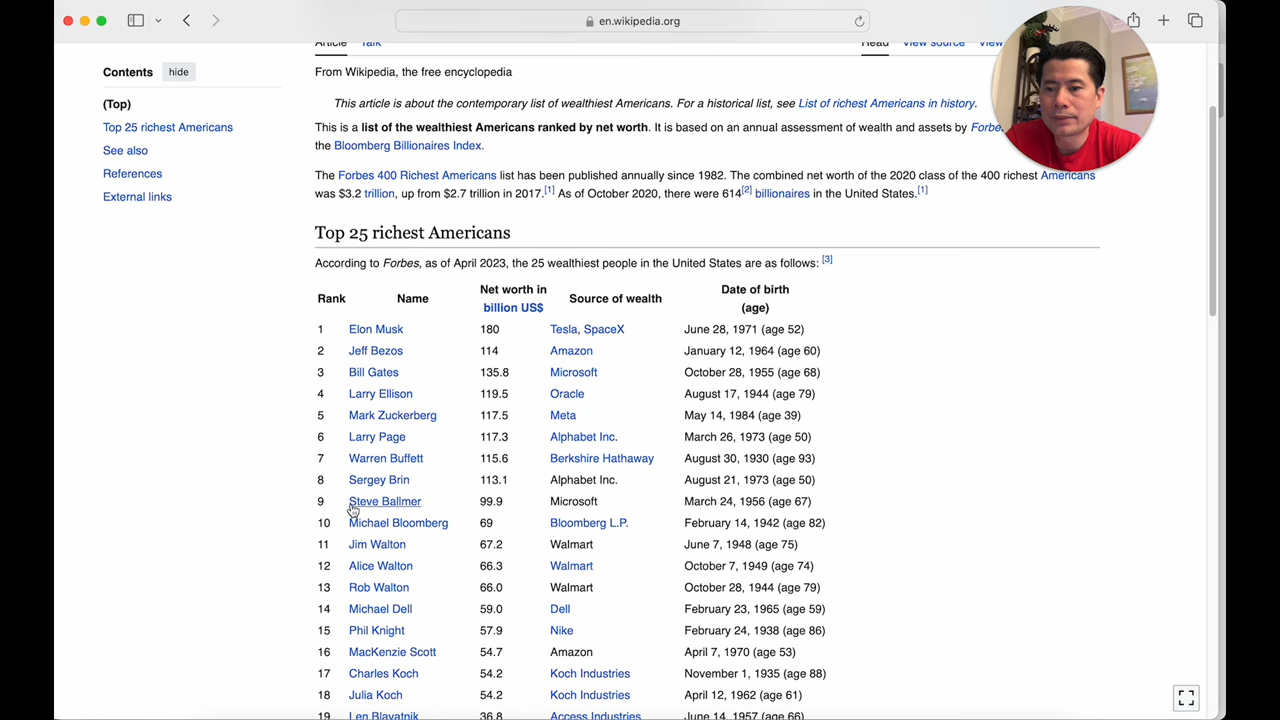 en.wikipedia.org
Article Talk Read View source View
Contents hide
From Wikipedia, the free encyclopedia
(Top)
This article is about the contemporary list of wealthiest Americans. For a historical list, see List of richest Americans in history.
Top 25 richest Americans
This is a list of the wealthiest Americans ranked by net worth. It is based on an annual assessment of wealth and assets by Forbe
the Bloomberg Billionaires Index.
See also
References
The Forbes 400 Richest Americans list has been published annually since 1982. The combined net worth of the 2020 class of the 400 richest Americans
External links
was $3.2 trillion, up from $2.7 trillion in 2017.[1] As of October 2020, there were 614[2] billionaires in the United States.[1]
Top 25 richest Americans
According to Forbes, as of April 2023, the 25 wealthiest people in the United States are as follows: [3]
Rank Name Net worth in billion US$ Source of wealth Date of birth (age)
1 Elon Musk 180 Tesla, SpaceX June 28, 1971 (age 52)
2 Jeff Bezos 114 Amazon January 12, 1964 (age 60)
3 Bill Gates 135.8 Microsoft October 28, 1955 (age 68)
4 Larry Ellison 119.5 Oracle August 17, 1944 (age 79)
5 Mark Zuckerberg 117.5 Meta May 14, 1984 (age 39)
6 Larry Page 117.3 Alphabet Inc. March 26, 1973 (age 50)
7 Warren Buffett 115.6 Berkshire Hathaway August 30, 1930 (age 93)
8 Sergey Brin 113.1 Alphabet Inc. August 21, 1973 (age 50)
9 Steve Ballmer 99.9 Microsoft March 24, 1956 (age 67)
10 Michael Bloomberg 69 Bloomberg L.P. February 14, 1942 (age 82)
11 Jim Walton 67.2 Walmart June 7, 1948 (age 75)
12 Alice Walton 66.3 Walmart October 7, 1949 (age 74)
13 Rob Walton 66.0 Walmart October 28, 1944 (age 79)
14 Michael Dell 59.0 Dell February 23, 1965 (age 59)
15 Phil Knight 57.9 Nike February 24, 1938 (age 86)
16 MacKenzie Scott 54.7 Amazon April 7, 1970 (age 53)
17 Charles Koch 54.2 Koch Industries November 1, 1935 (age 88)
18 Julia Koch 54.2 Koch Industries April 12, 1962 (age 61)
19 Len Blavatnik 36.8 Access Industries June 14, 1957 (age 66)